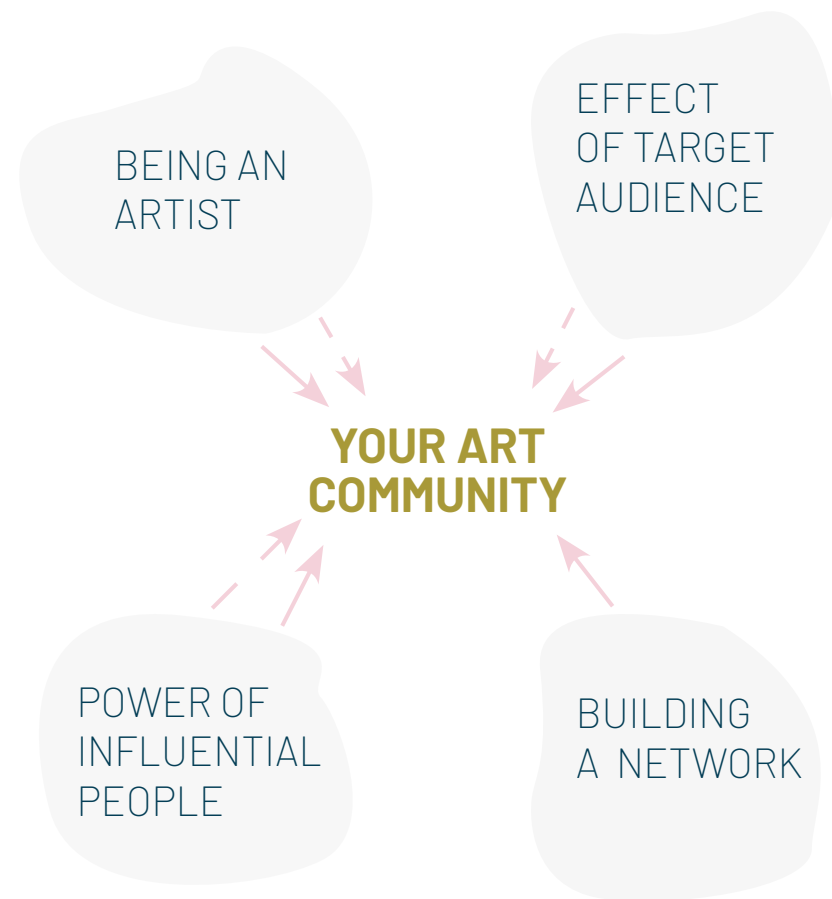 BEING AN
ARTIST
EFFECT
OF TARGET
AUDIENCE
YOUR ART
COMMUNITY
POWER OF
INFLUENTIAL
PEOPLE
BUILDING
A NETWORK